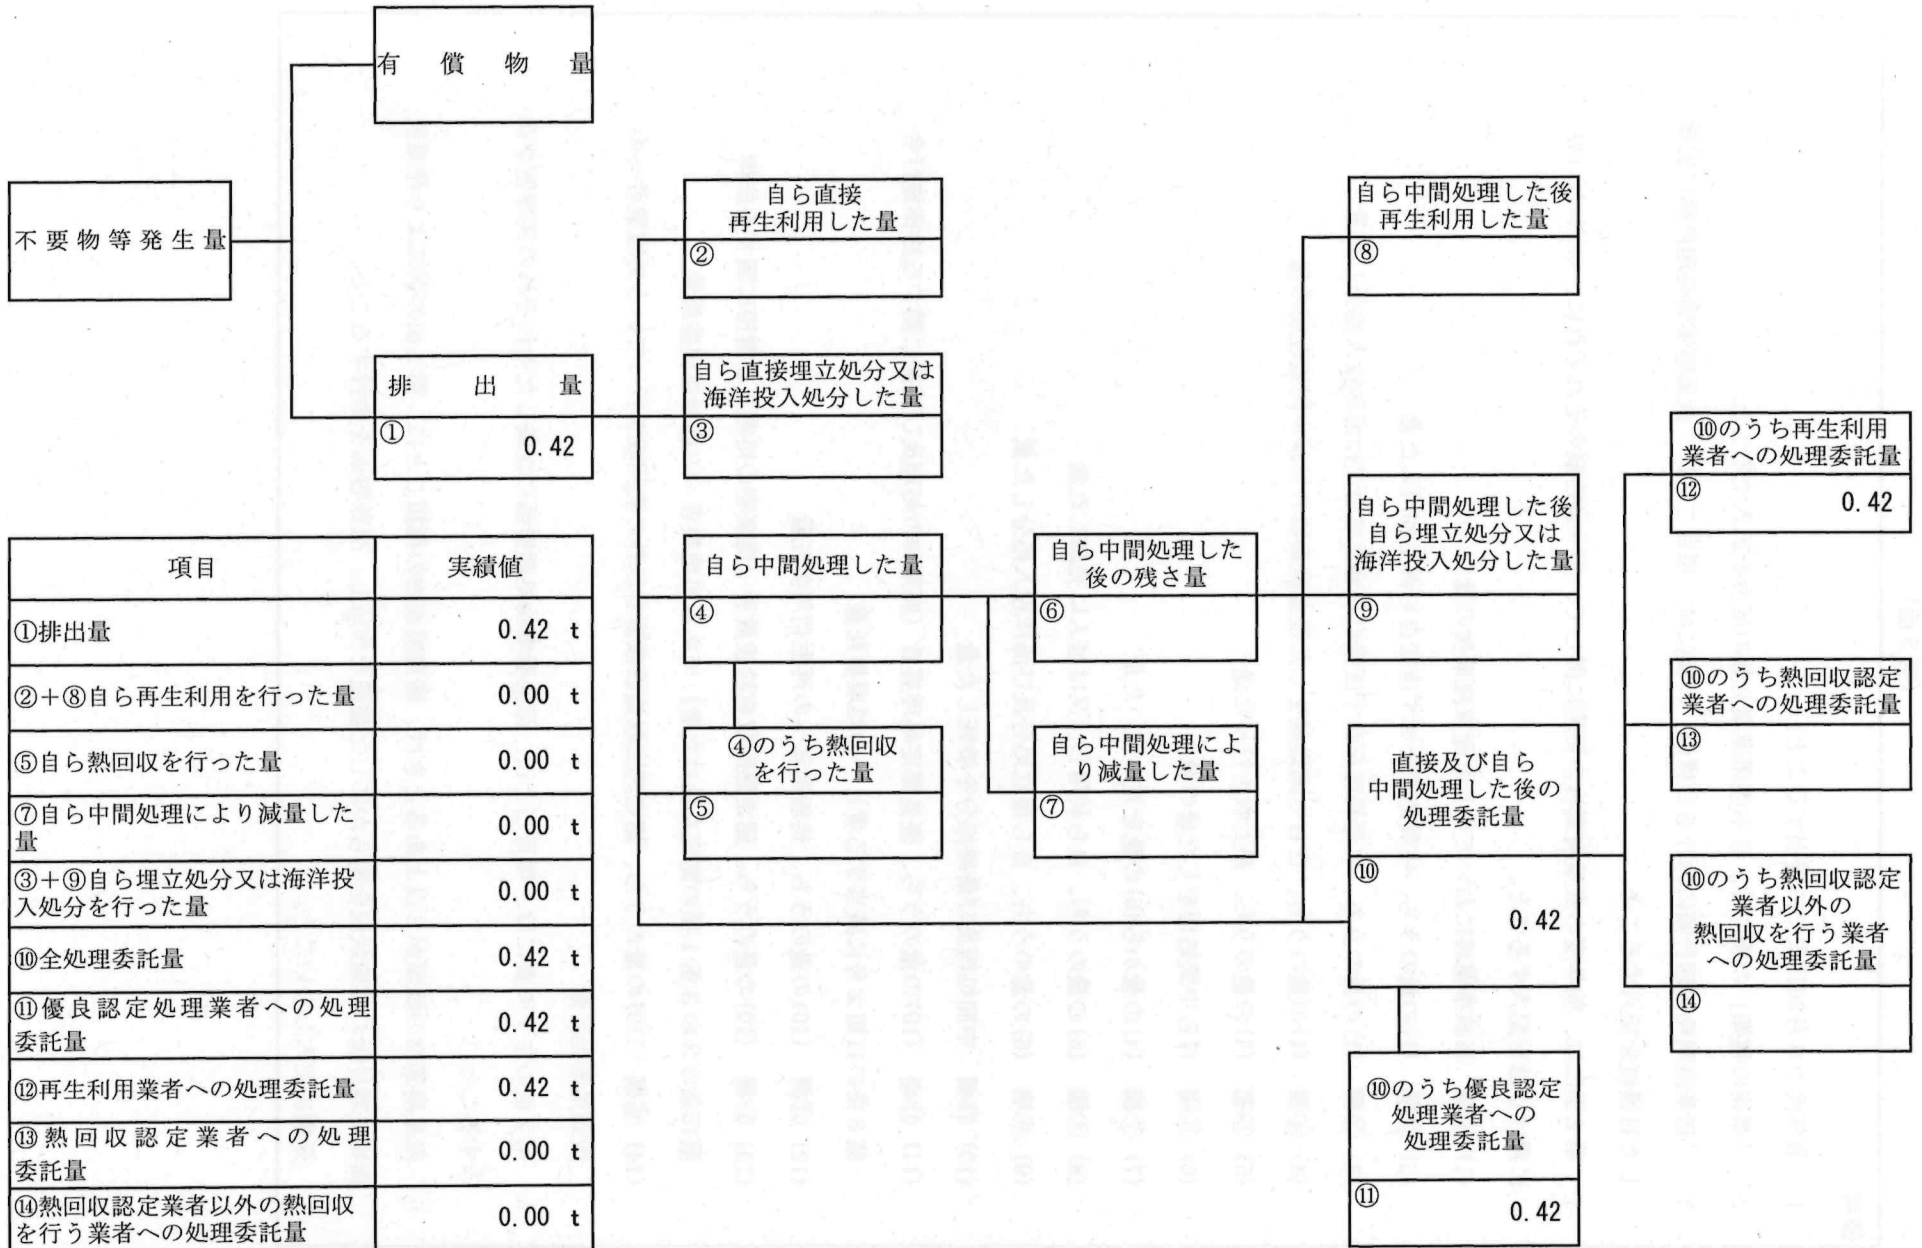 有償物量
不要物等発生量
排出量
①
0.42
自ら直接
再生利用した量
②
自ら直接埋立処分又は
海洋投入処分した量
③
自ら中間処理した量
④
④のうち熱回収
を行った量
⑤
自ら中間処理した
後の残さ量
⑥
自ら中間処理によ
り減量した量
⑦
自ら中間処理した後
再生利用した量
⑧
自ら中間処理した後
自ら埋立処分又は
海洋投入処分した量
⑨
直接及び自ら
中間処理した後の
処理委託量
⑩
0.42
⑩のうち優良認定
処理業者への
処理委託量
⑪
0.42
⑩のうち再生利用
業者への処理委託量
⑫
0.42
⑩のうち熱回収認定
業者への処理委託量
⑬
⑩のうち熱回収認定
業者以外の
熱回収を行う業者
への処理委託量
⑭
項目 実績値
①排出量 0.42 t
②+⑧自ら再生利用を行った量 0.00 t
⑤自ら熱回収を行った量 0.00 t
⑦自ら中間処理により減量した
量 0.00 t
③+⑨自ら埋立処分又は海洋投
入処分を行った量 0.00 t
⑩全処理委託量 0.42 t
⑪優良認定処理業者への処理
委託量 0.42 t
⑫再生利用業者への処理委託量 0.42 t
⑬熱回収認定業者への処理
委託量 0.00 t
⑭熱回収認定業者以外の熱回収
を行う業者への処理委託量 0.00 t